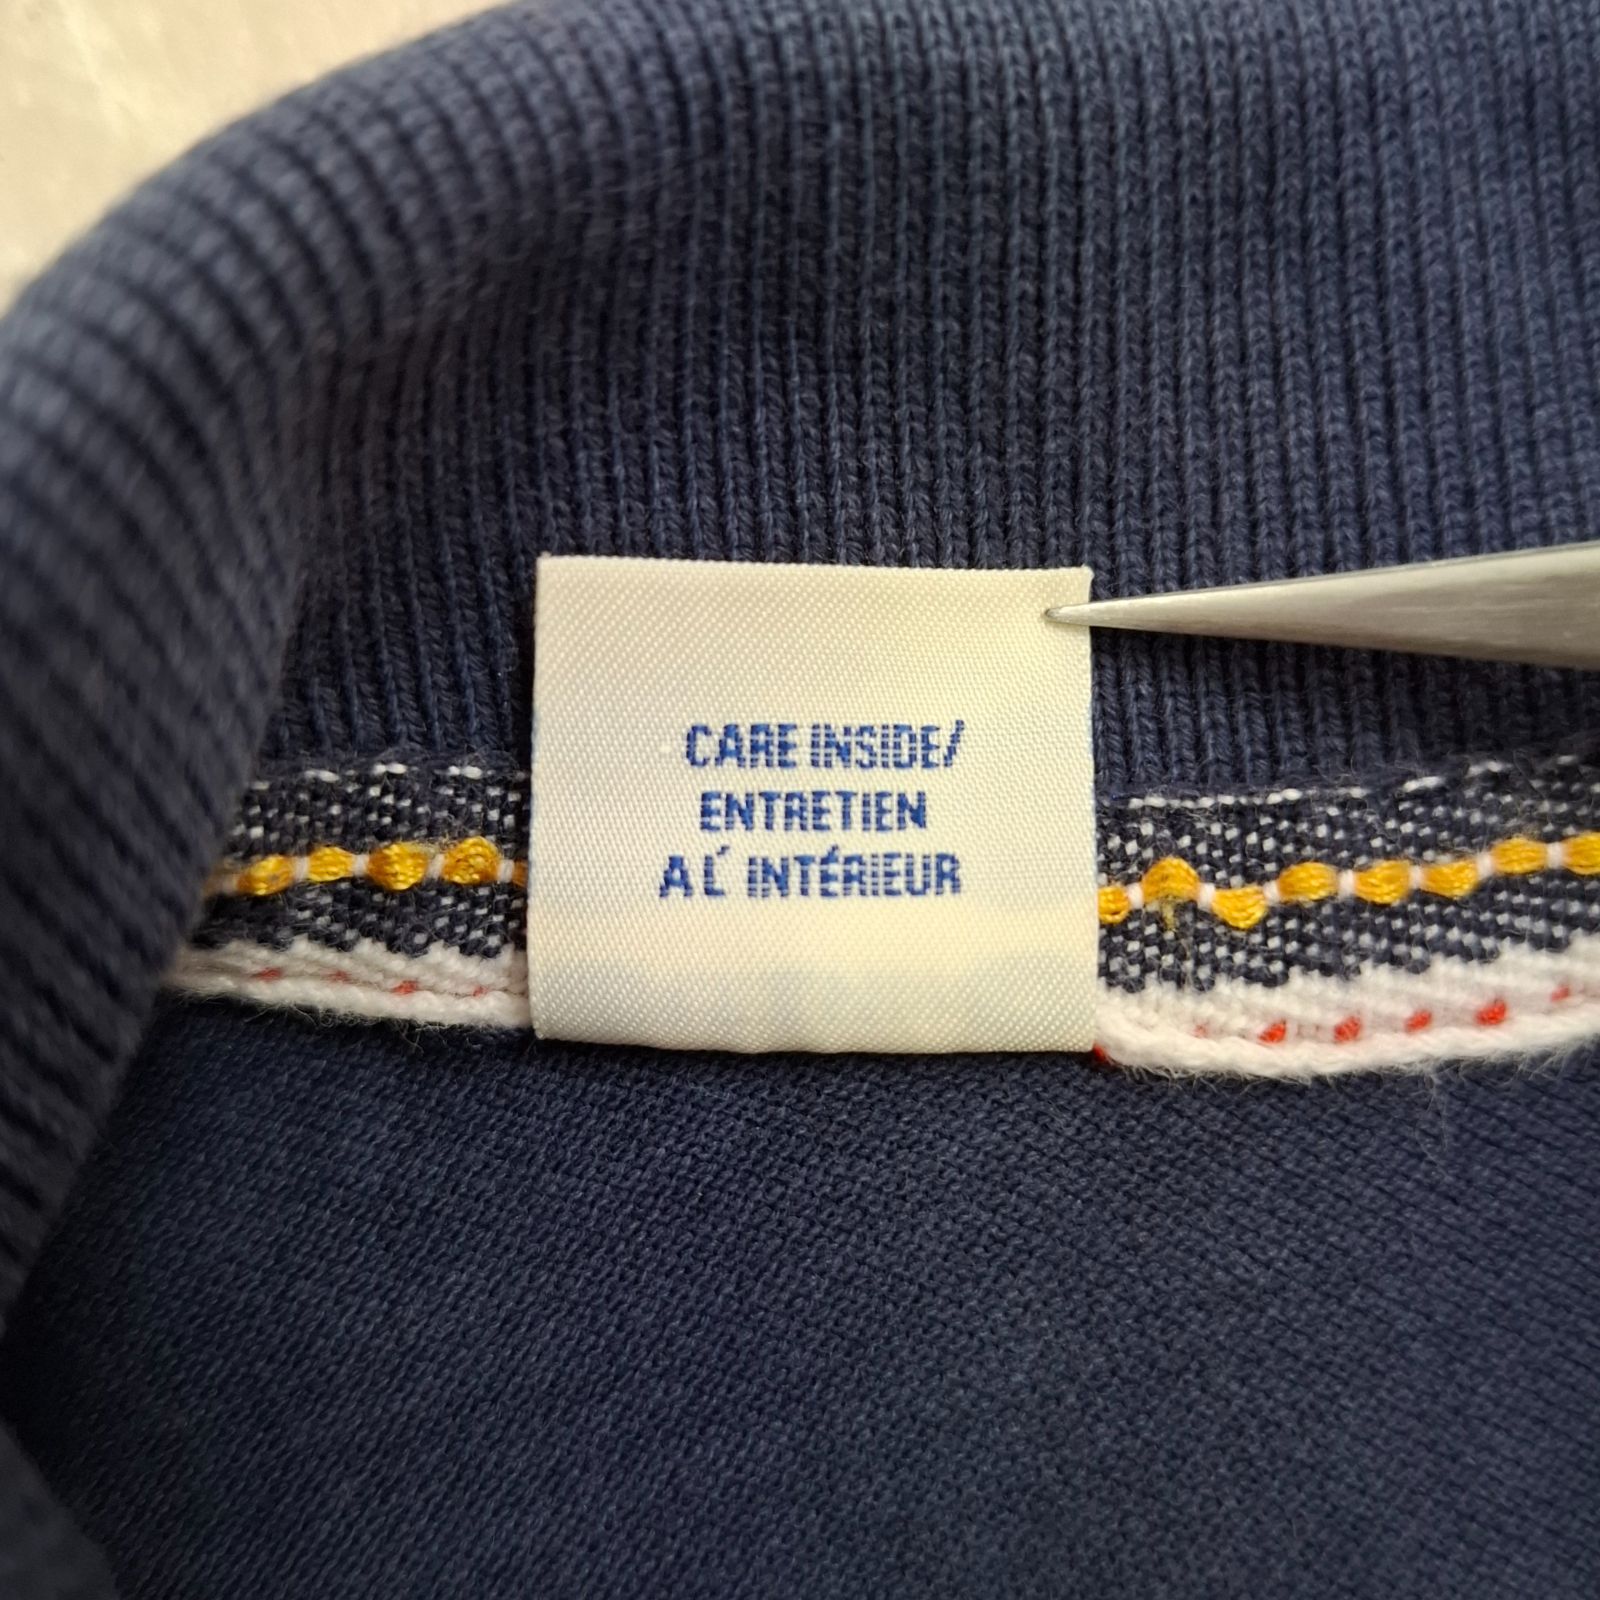 CARE INSIDE/
ENTRETIEN
A L´ INTÉRIEUR